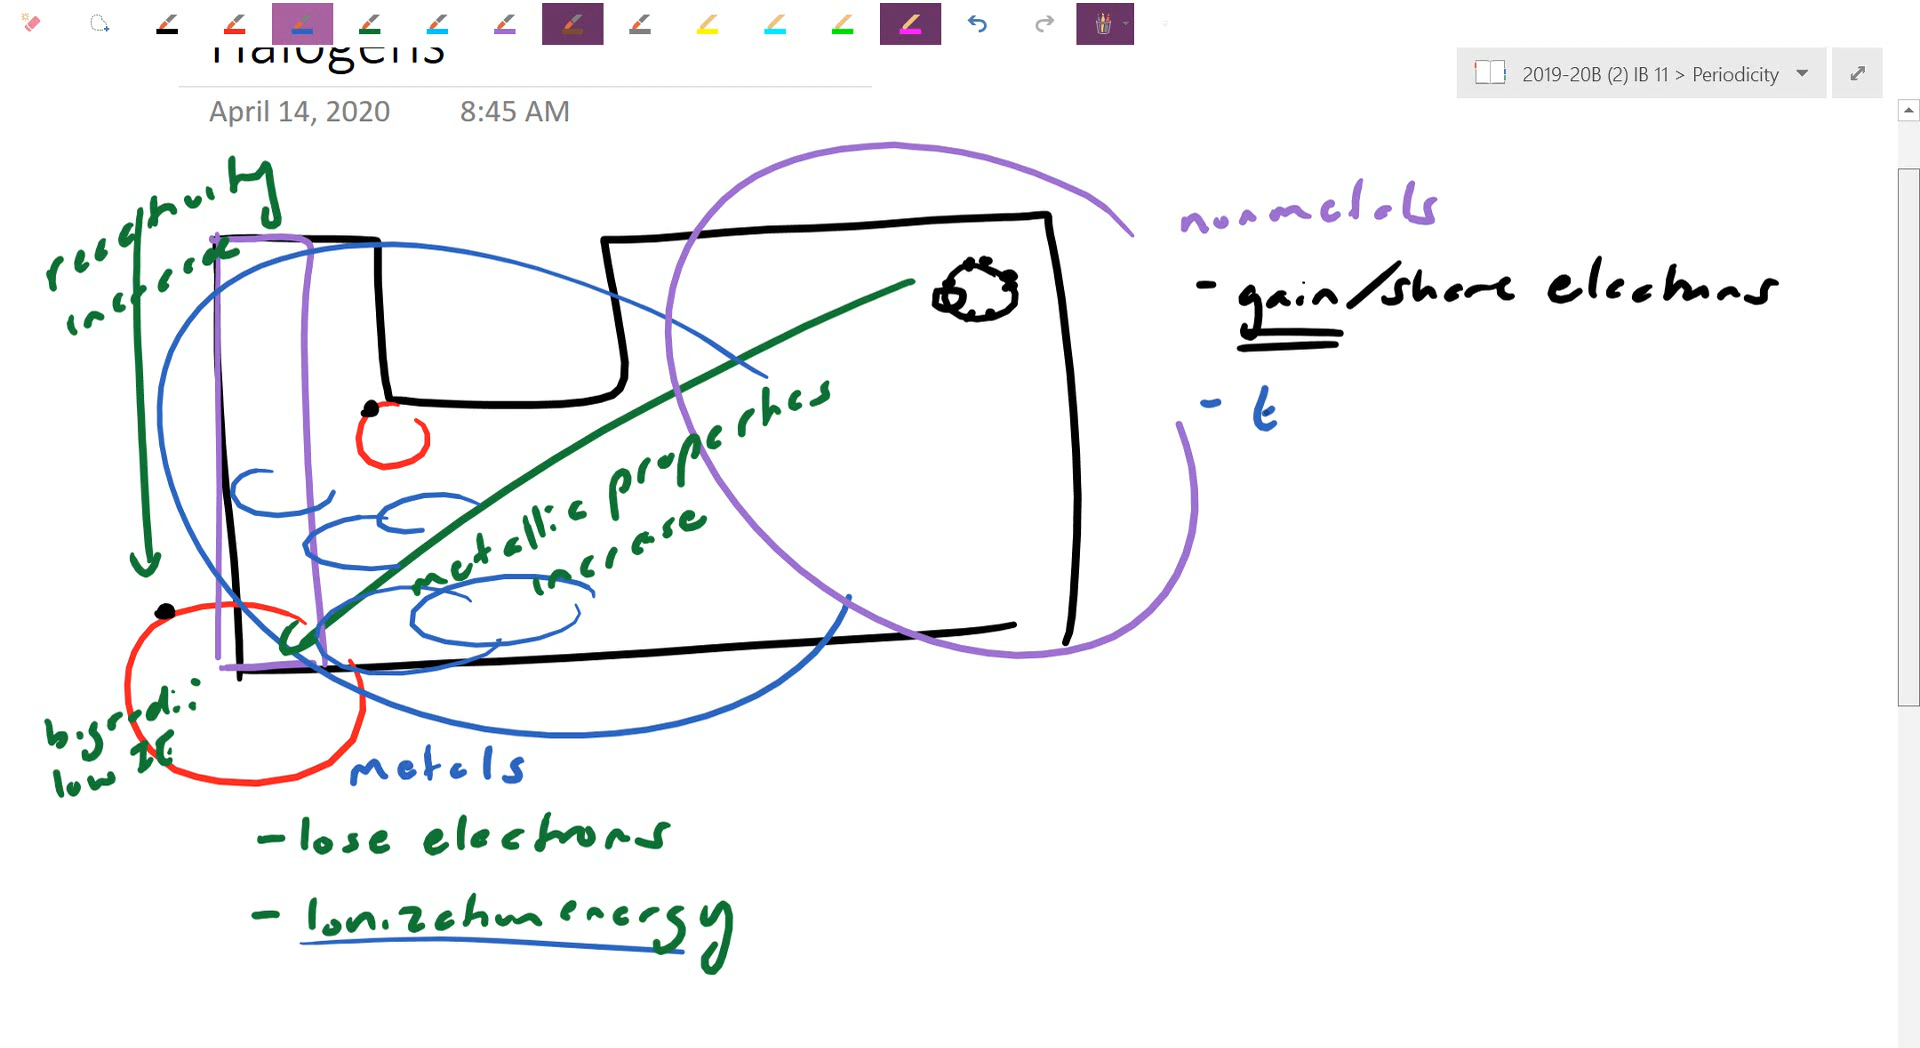 Halogens
2019-20B (2) IB 11 > Periodicity
April 14, 2020 8:45 AM
reactivity
increase
nonmetals
- gain/share electrons
- t
metallic properties
increase
big radii
low IE
metals
- lose electrons
- Ionization energy